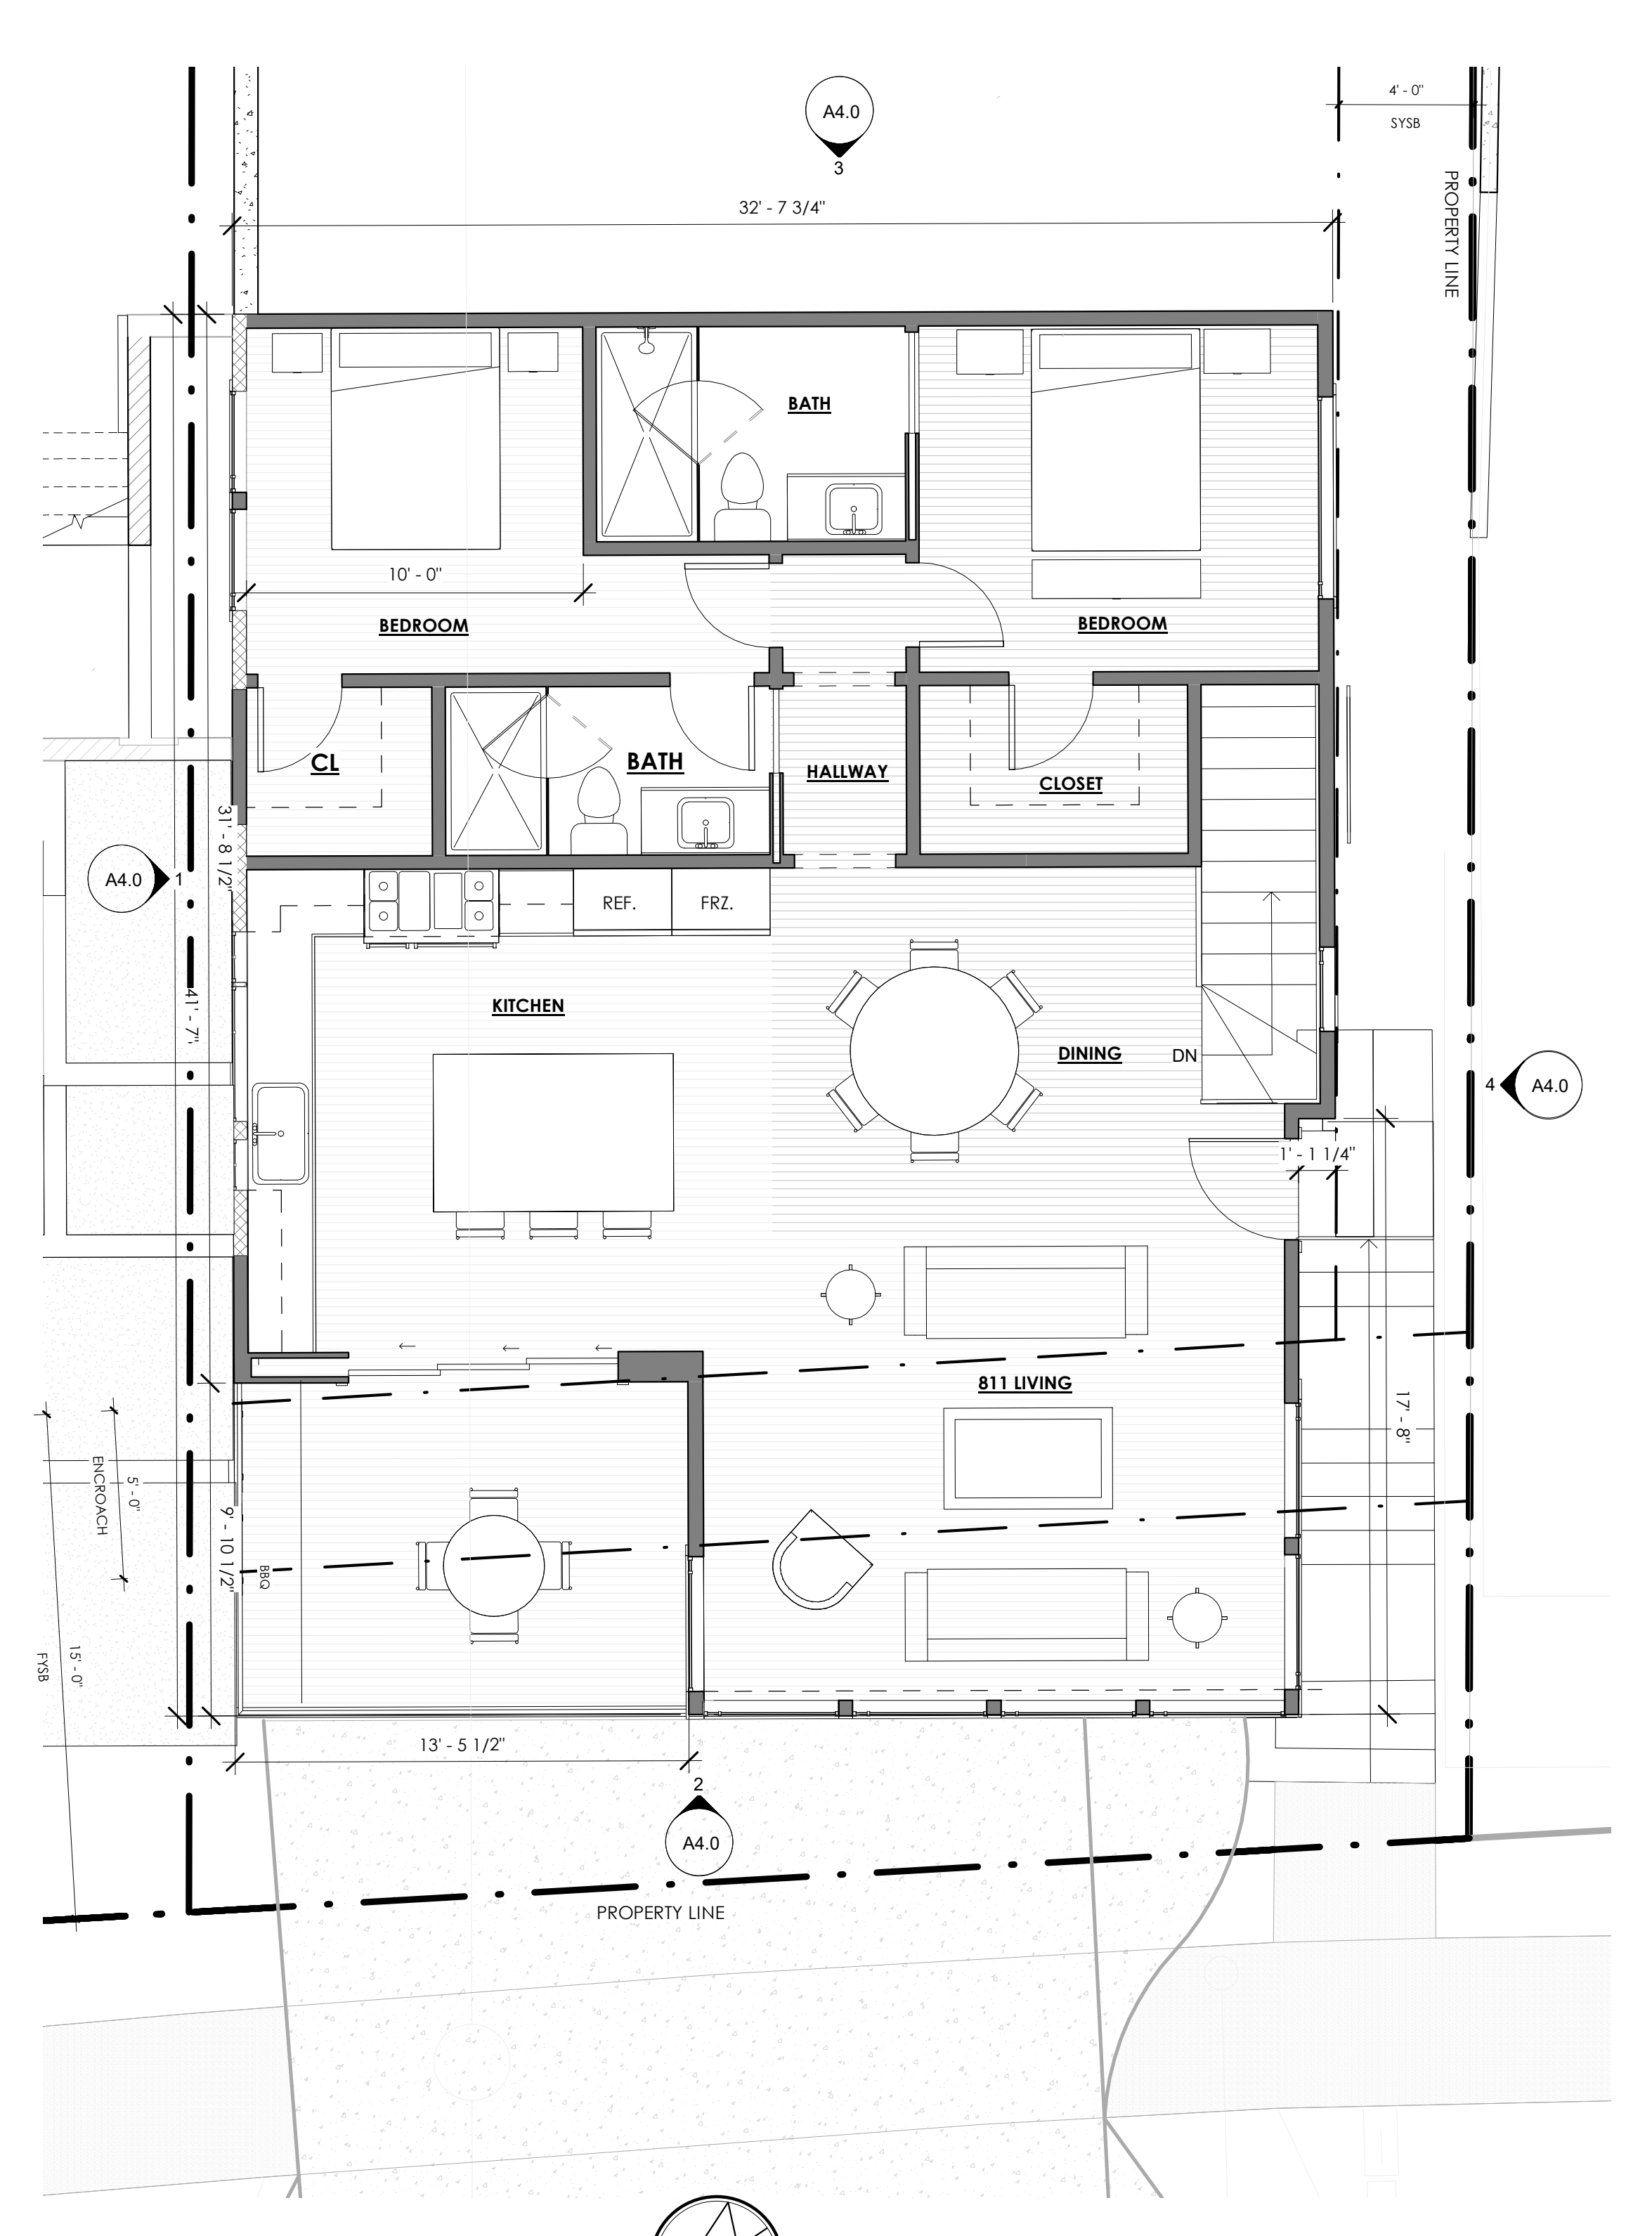 4' - 0"
SYSB
A4.0
3
PROPERTY LINE
32' - 7 3/4"
BATH
10' - 0"
BEDROOM
BEDROOM
CL
BATH
HALLWAY
CLOSET
31' - 8 1/2"
A4.0
1
REF.
FRZ.
41' - 7"
KITCHEN
DINING
DN
4
A4.0
1' - 1 1/4"
811 LIVING
17' - 8"
5' - 0"
ENCROACH
9' - 10 1/2"
BBQ
15' - 0"
FYSB
13' - 5 1/2"
2
A4.0
PROPERTY LINE